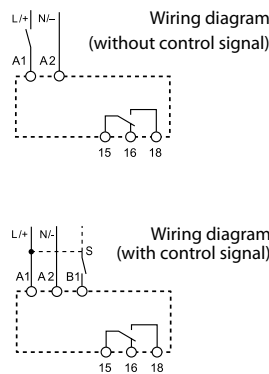 L/+ N/– Wiring diagram
(without control signal)
A1 A2
15 16 18
L/+ N/- Wiring diagram
S (with control signal)
A1 A2 B1
15 16 18